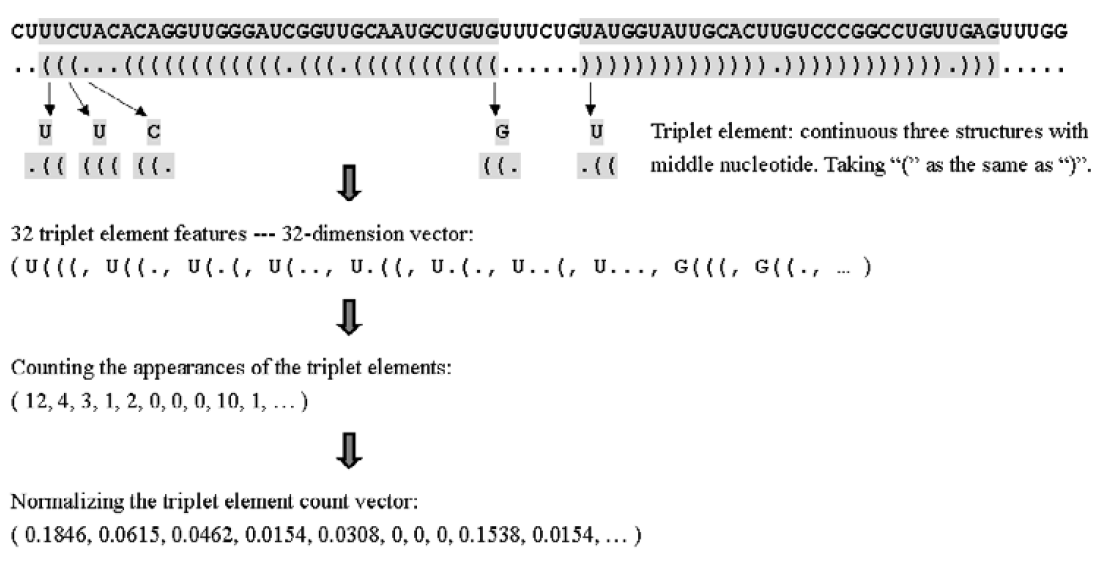 CUUUCUACACAGGUUGGGAUCGGUUGCAAUGCUGUGUUUCUGUAUGGUAUUGCACUUGUCCCGGCCUGUUGAGUUUGG
..(((...((((((((((((.(((.(((((((((((......)))))))))))))).)))))))))))).))).....
U U C G U
.(( ((( ((. ((. .((
Triplet element: continuous three structures with
middle nucleotide. Taking “(” as the same as “)”.
32 triplet element features --- 32-dimension vector:
( U(((, U((., U(.(, U(.., U.((, U.(., U..(, U..., G(((, G((., … )
Counting the appearances of the triplet elements:
( 12, 4, 3, 1, 2, 0, 0, 0, 10, 1, … )
Normalizing the triplet element count vector:
( 0.1846, 0.0615, 0.0462, 0.0154, 0.0308, 0, 0, 0, 0.1538, 0.0154, … )